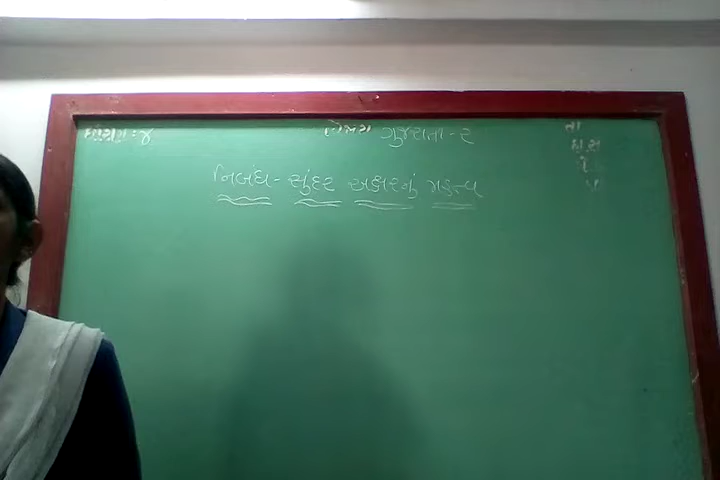 ધોરણ:-૪ વિષય ગુજરાતી - ૨
નિબંધ - સુંદર અક્ષરનું મહત્વ